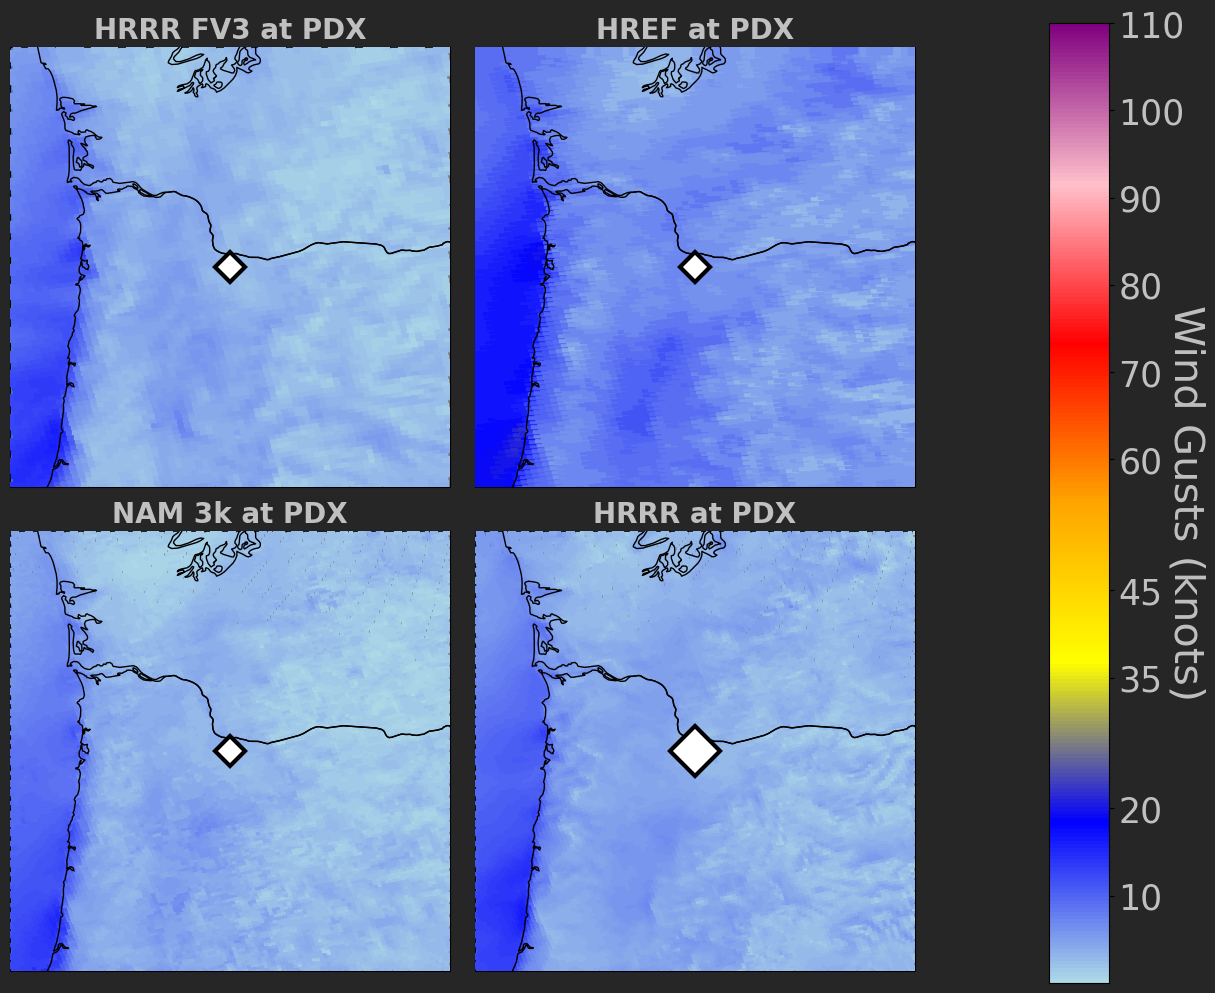 HRRR FV3 at PDX
HREF at PDX
NAM 3k at PDX
HRRR at PDX
110
100
90
80
70
60
45
35
20
10
Wind Gusts (knots)